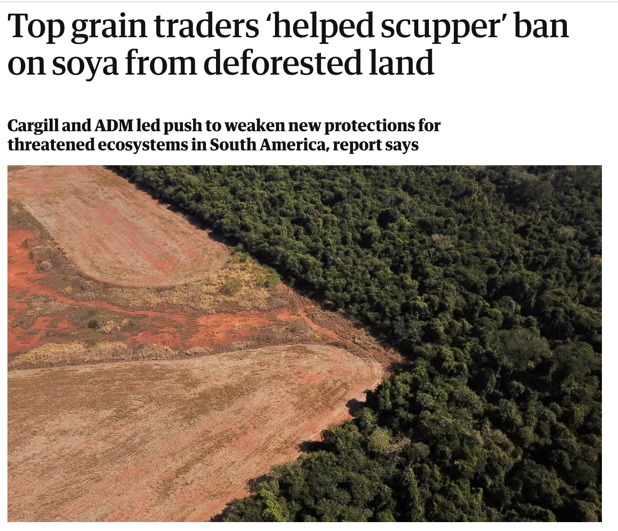 Top grain traders ‘helped scupper’ ban
on soya from deforested land
Cargill and ADM led push to weaken new protections for
threatened ecosystems in South America, report says